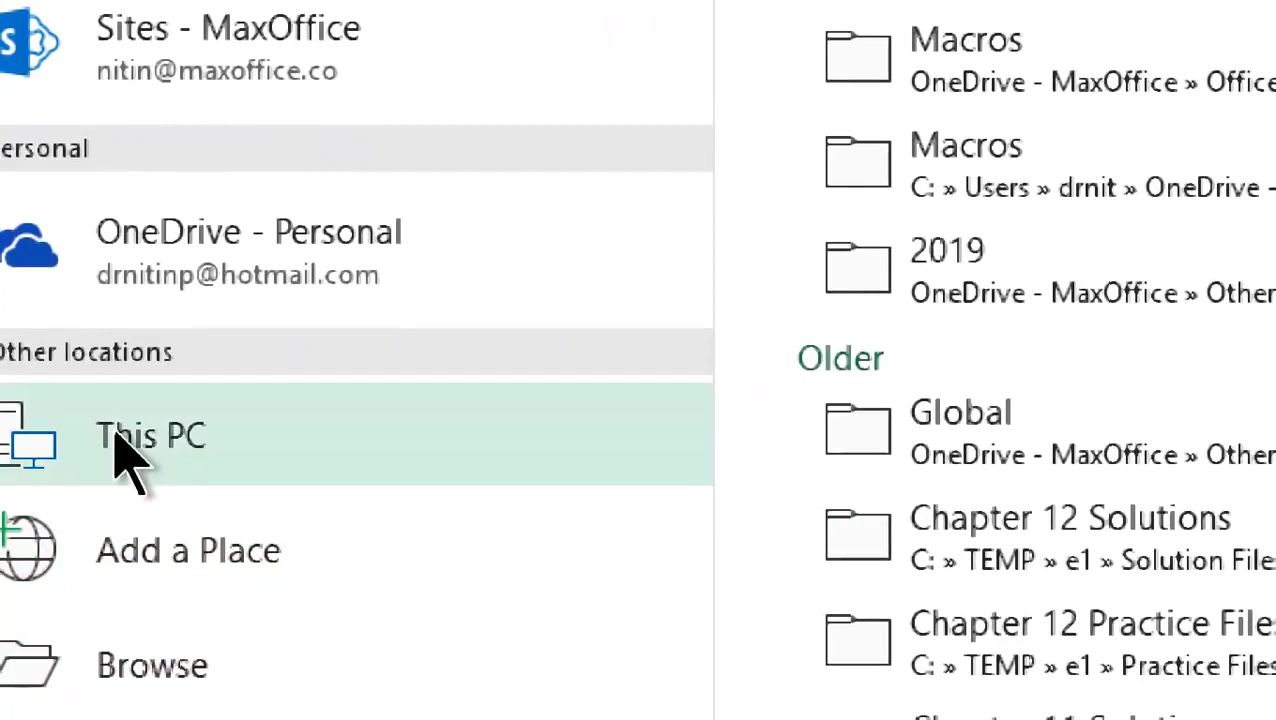 Sites - MaxOffice
nitin@maxoffice.co
ersonal
OneDrive - Personal
drnitinp@hotmail.com
Other locations
This PC
Add a Place
Browse
Macros
OneDrive - MaxOffice » Office
Macros
C: » Users » drnit » OneDrive -
2019
OneDrive - MaxOffice » Other
Older
Global
OneDrive - MaxOffice » Other
Chapter 12 Solutions
C: » TEMP » e1 » Solution File
Chapter 12 Practice File
C: » TEMP » e1 » Practice Files